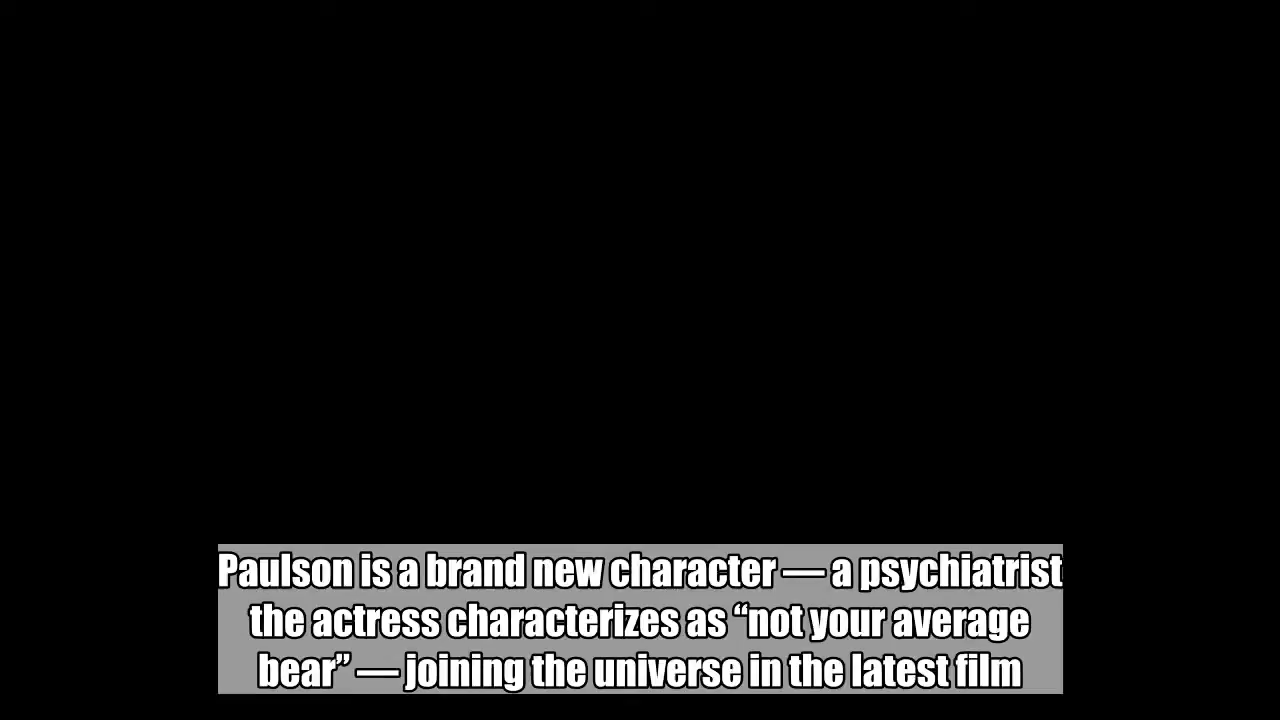 Paulson is a brand new character — a psychiatrist
the actress characterizes as “not your average
bear” — joining the universe in the latest film